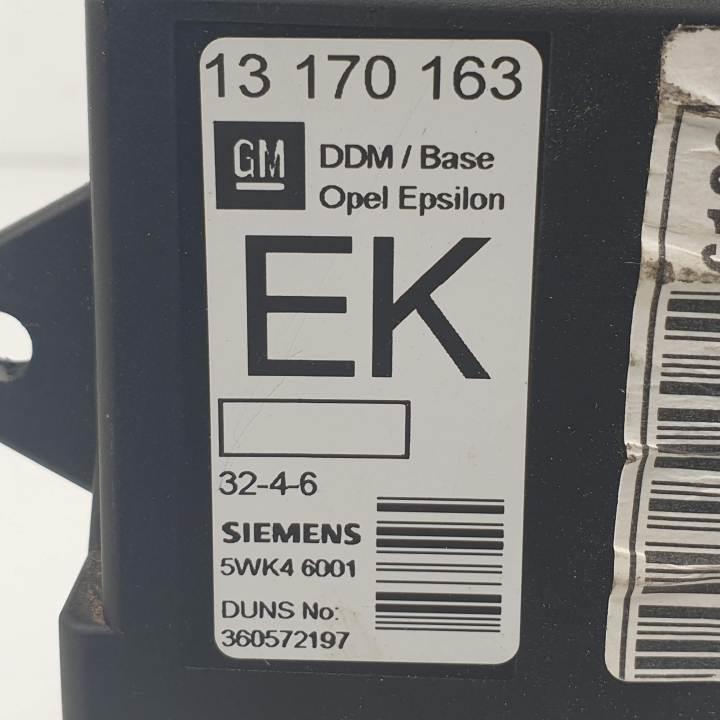 13 170 163
GM
DDM / Base
Opel Epsilon
EK
32-4-6
SIEMENS
5WK4 6001
DUNS No:
360572197